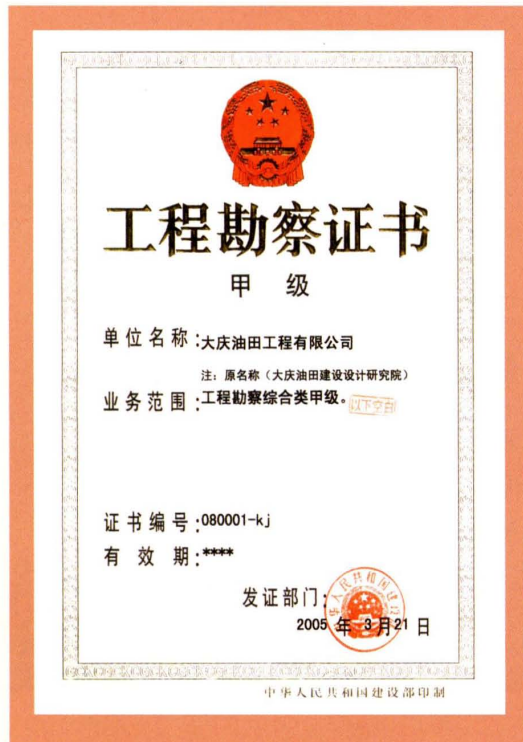 工程勘察证书
甲 级
单位名称:大庆油田工程有限公司
注:原名称(大庆油田建设设计研究院)
业务范围:工程勘察综合类甲级。 以下空白
证书编号:080001-kj
有 效 期:****
发证部门:
2005 年 3 月 21 日
中华人民共和国建设部印制